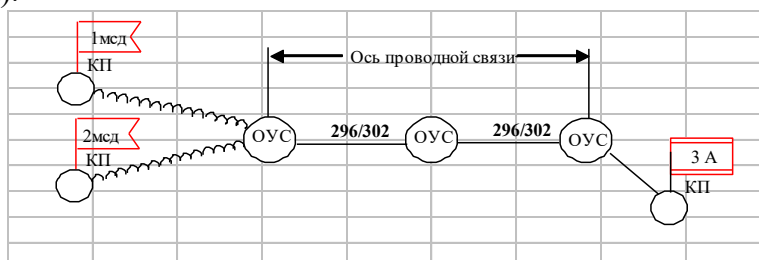 ).
1мсд
КП
Ось проводной связи
ОУС
296/302
ОУС
296/302
ОУС
2мсд
КП
3 А
КП